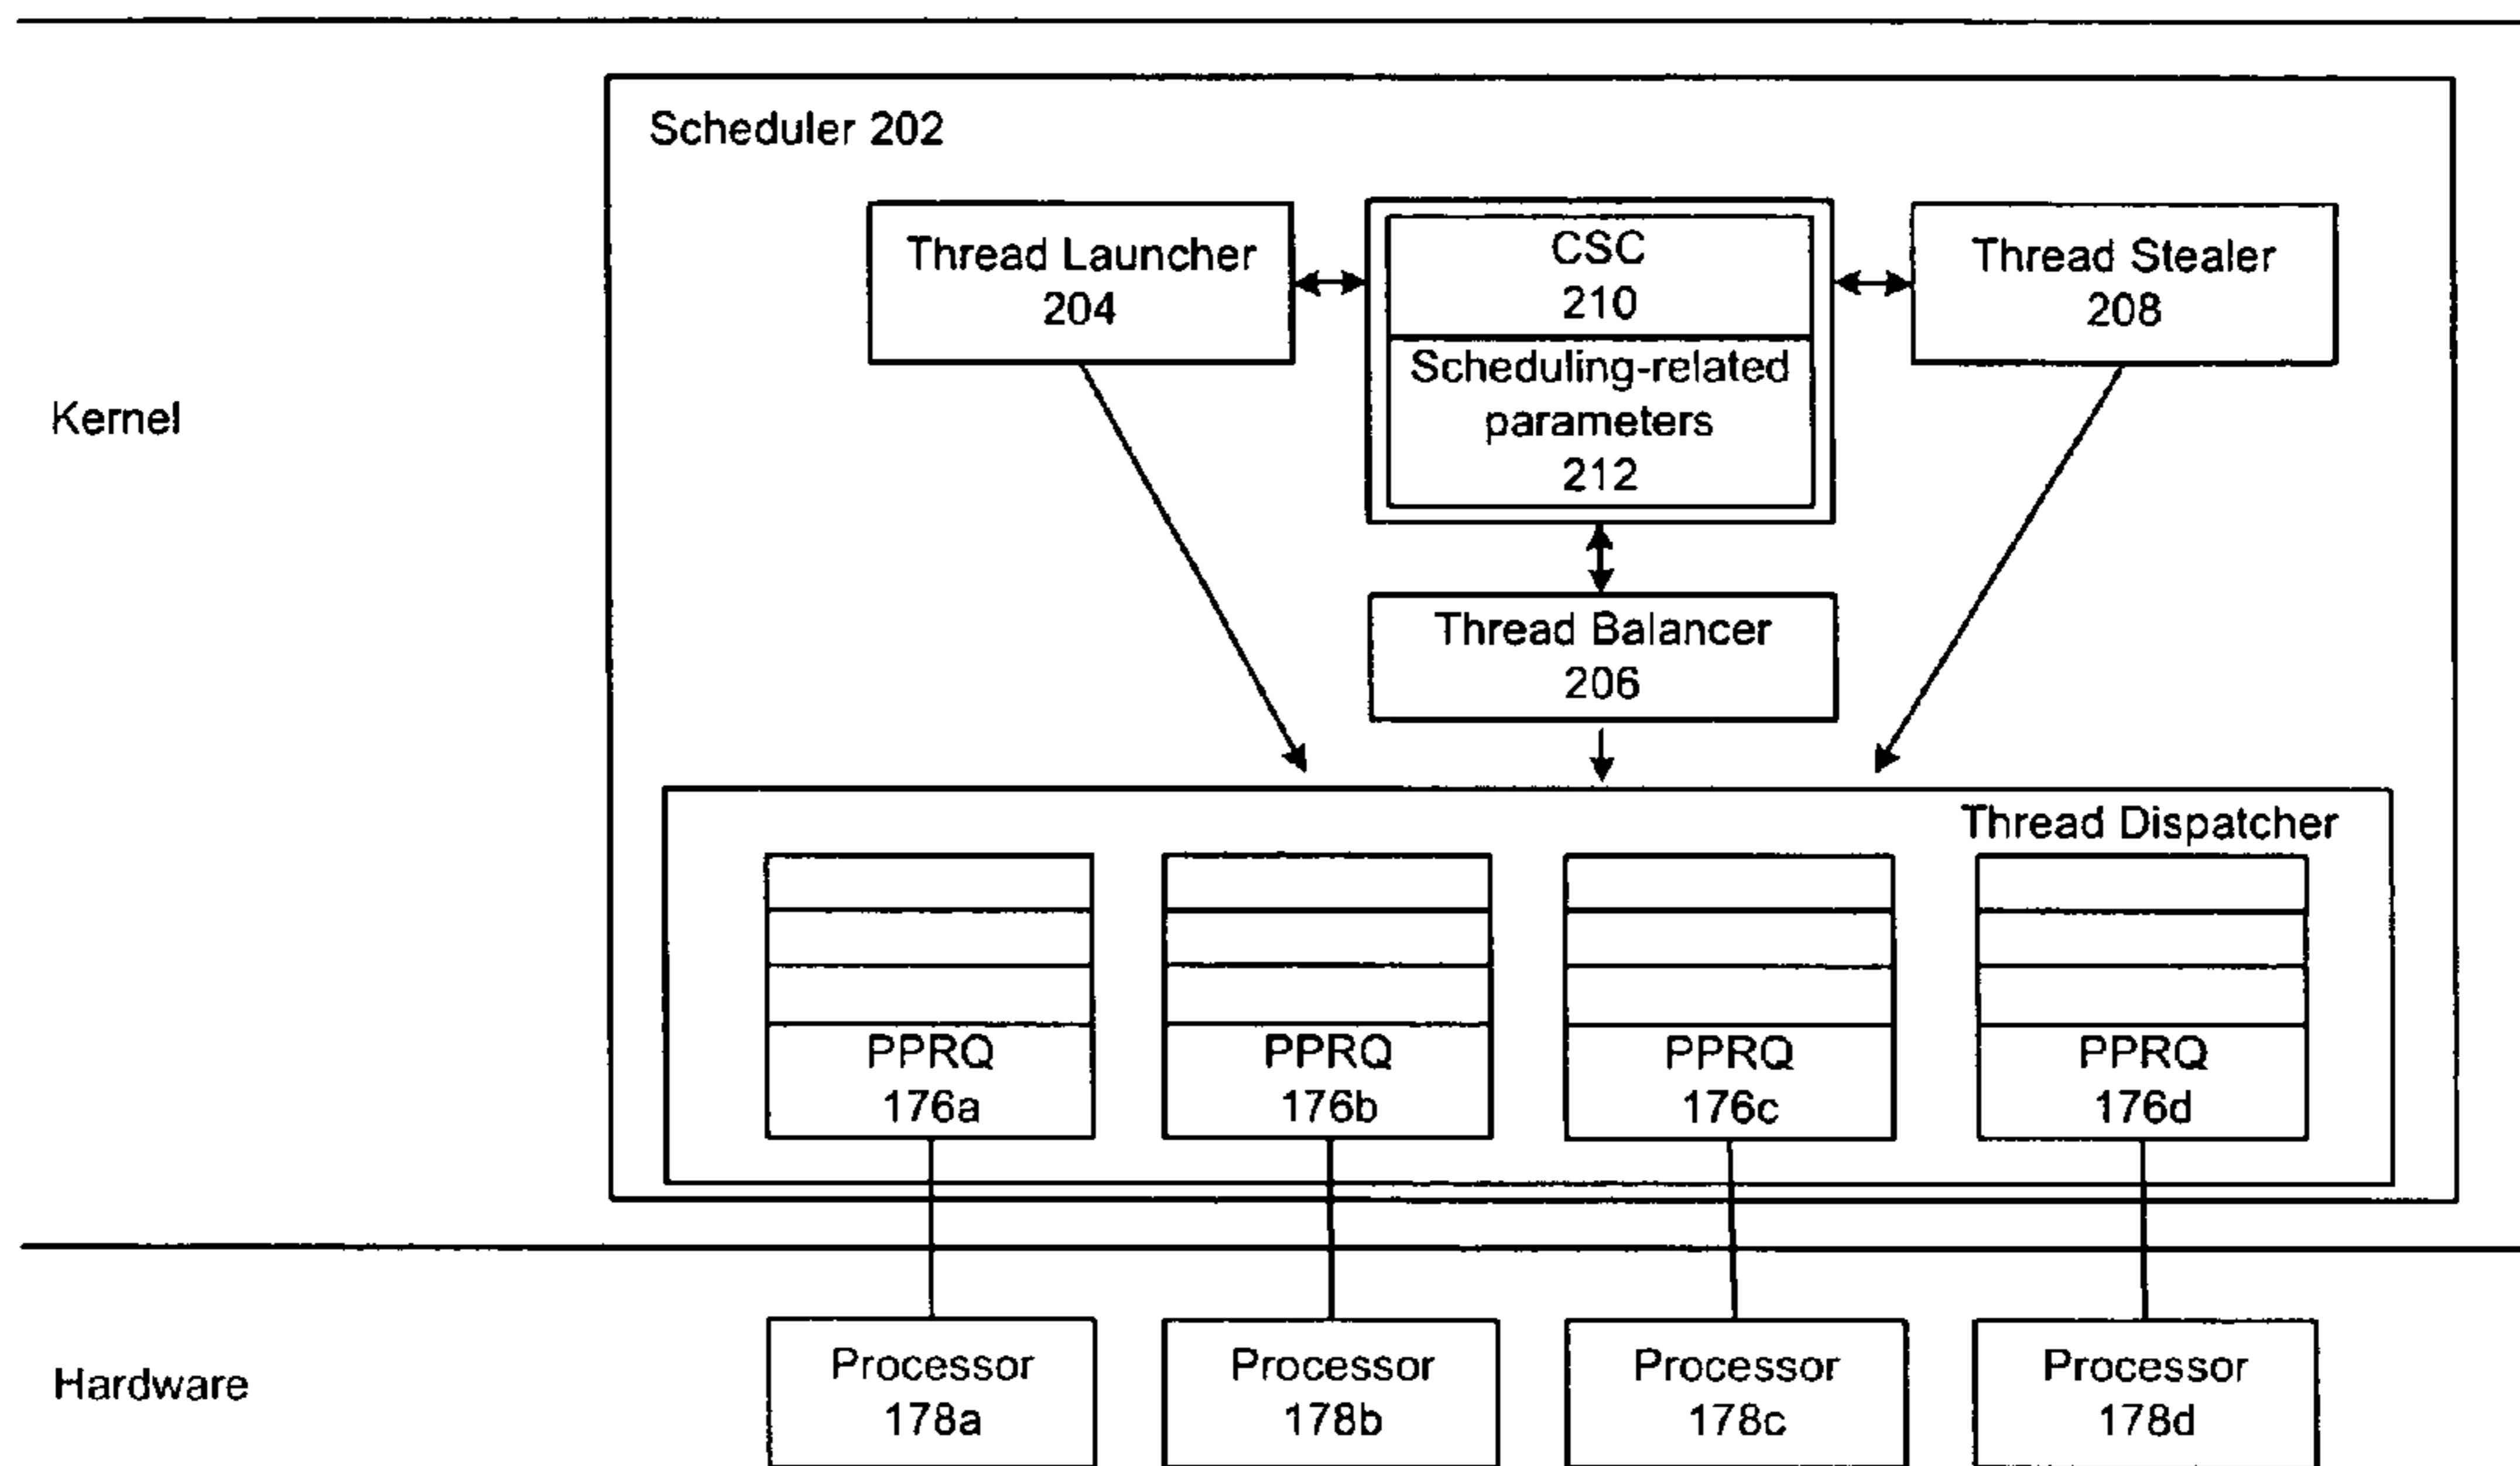 Scheduler 202
Thread Launcher
204
CSC
210
Scheduling-related
parameters
212
Thread Stealer
208
Kernel
Thread Balancer
206
Thread Dispatcher
PPRQ
176a
PPRQ
176b
PPRQ
176c
PPRQ
176d
Hardware
Processor
178a
Processor
178b
Processor
178c
Processor
178d